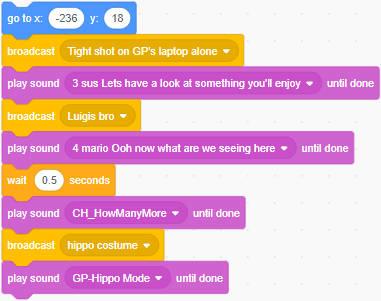 go to x: -236 y: 18
broadcast Tight shot on GP's laptop alone
play sound 3 sus Lets have a look at something you'll enjoy until done
broadcast Luigis bro
play sound 4 mario Ooh now what are we seeing here until done
wait 0.5 seconds
play sound CH_HowManyMore until done
broadcast hippo costume
play sound GP-Hippo Mode until done